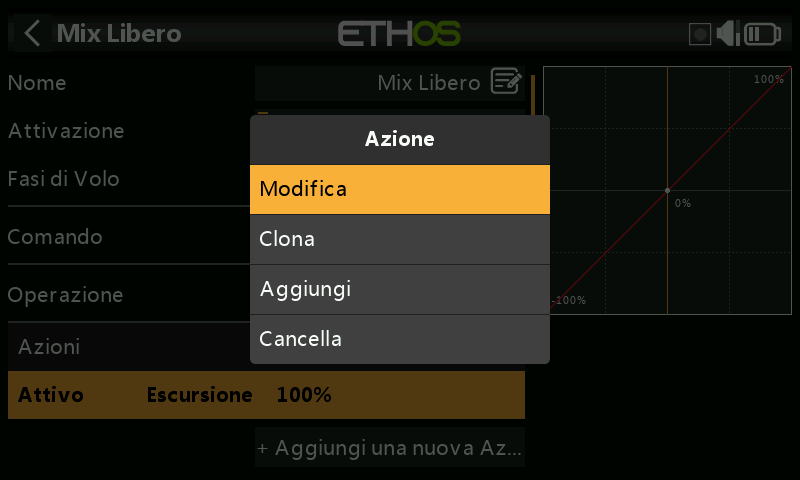 Mix Libero
ETHOS
Nome
Mix Libero
Attivazione
Fasi di Volo
Comando
Operazione
Azioni
Attivo Escursione 100%
+ Aggiungi una nuova Az...
Azione
Modifica
Clona
Aggiungi
Cancella
100%
0%
-100%